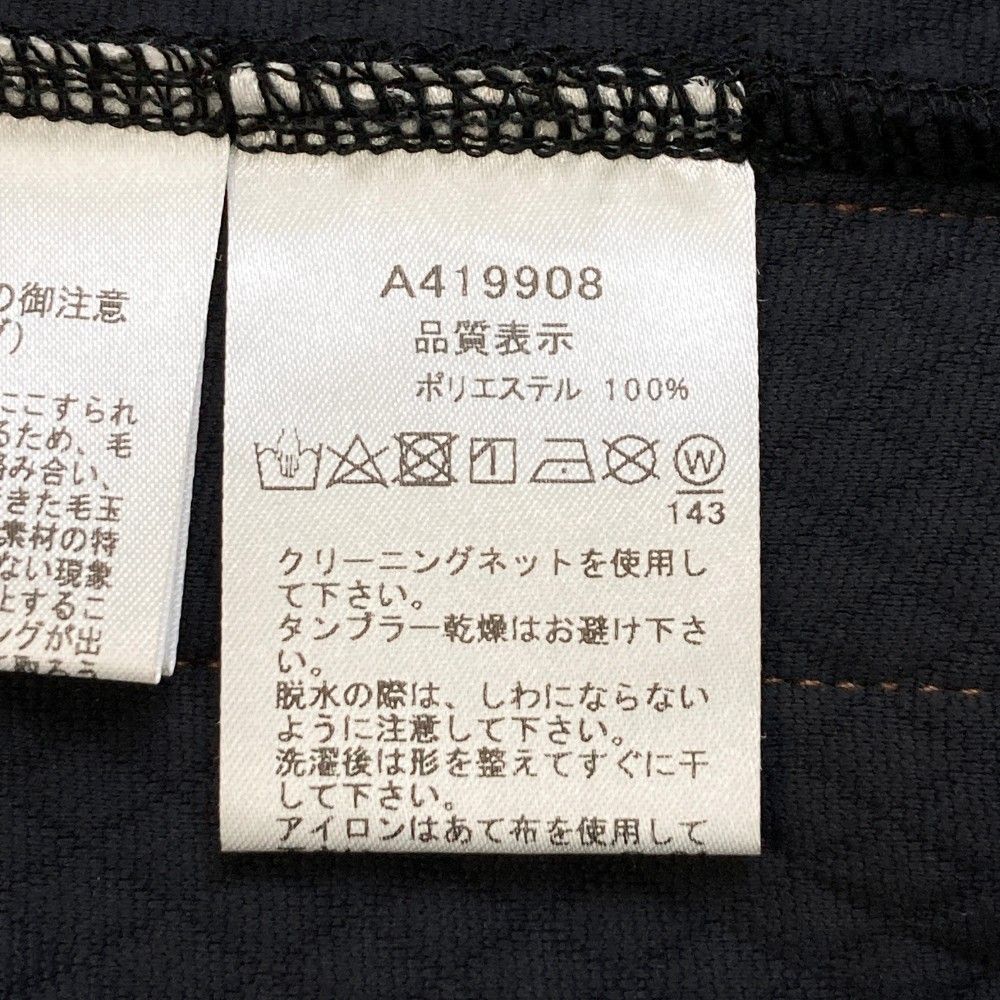 の御注意
グ)
にこすられ
るため、毛
絡み合い、
きた毛玉
素材の特
ない現象
上するこ
ングが出
A419908
品質表示
ポリエステル 100%
W
143
クリーニングネットを使用し
て下さい。
タンブラー乾燥はお避け下さ
い。
脱水の際は、しわにならない
ように注意して下さい。
洗濯後は形を整えてすぐに干
して下さい。
アイロンはあて布を使用して